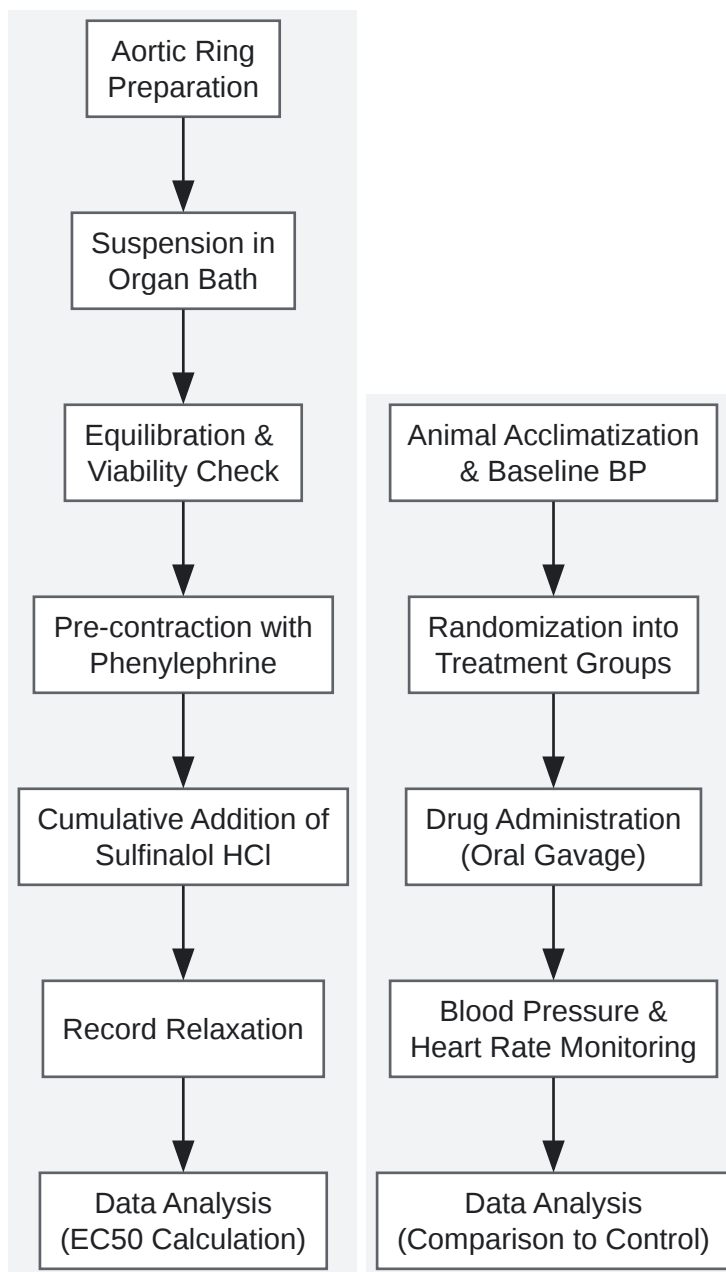 Aortic Ring
Preparation
Suspension in
Organ Bath
Equilibration &
Viability Check
Pre-contraction with
Phenylephrine
Cumulative Addition of
Sulfinalol HCl
Record Relaxation
Data Analysis
(EC50 Calculation)
Animal Acclimatization
& Baseline BP
Randomization into
Treatment Groups
Drug Administration
(Oral Gavage)
Blood Pressure &
Heart Rate Monitoring
Data Analysis
(Comparison to Control)